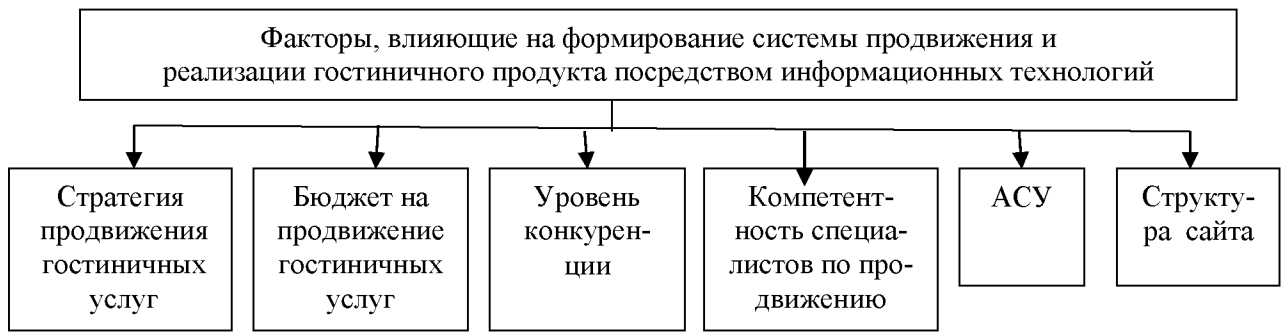 Факторы, влияющие на формирование системы продвижения и
реализации гостиничного продукта посредством информационных технологий
Стратегия
продвижения
гостиничных
услуг
Бюджет на
продвижение
гостиничных
услуг
Уровень
конкурен-
ции
Компетент-
ность специа-
листов по про-
движению
АСУ
Структу-
ра сайта